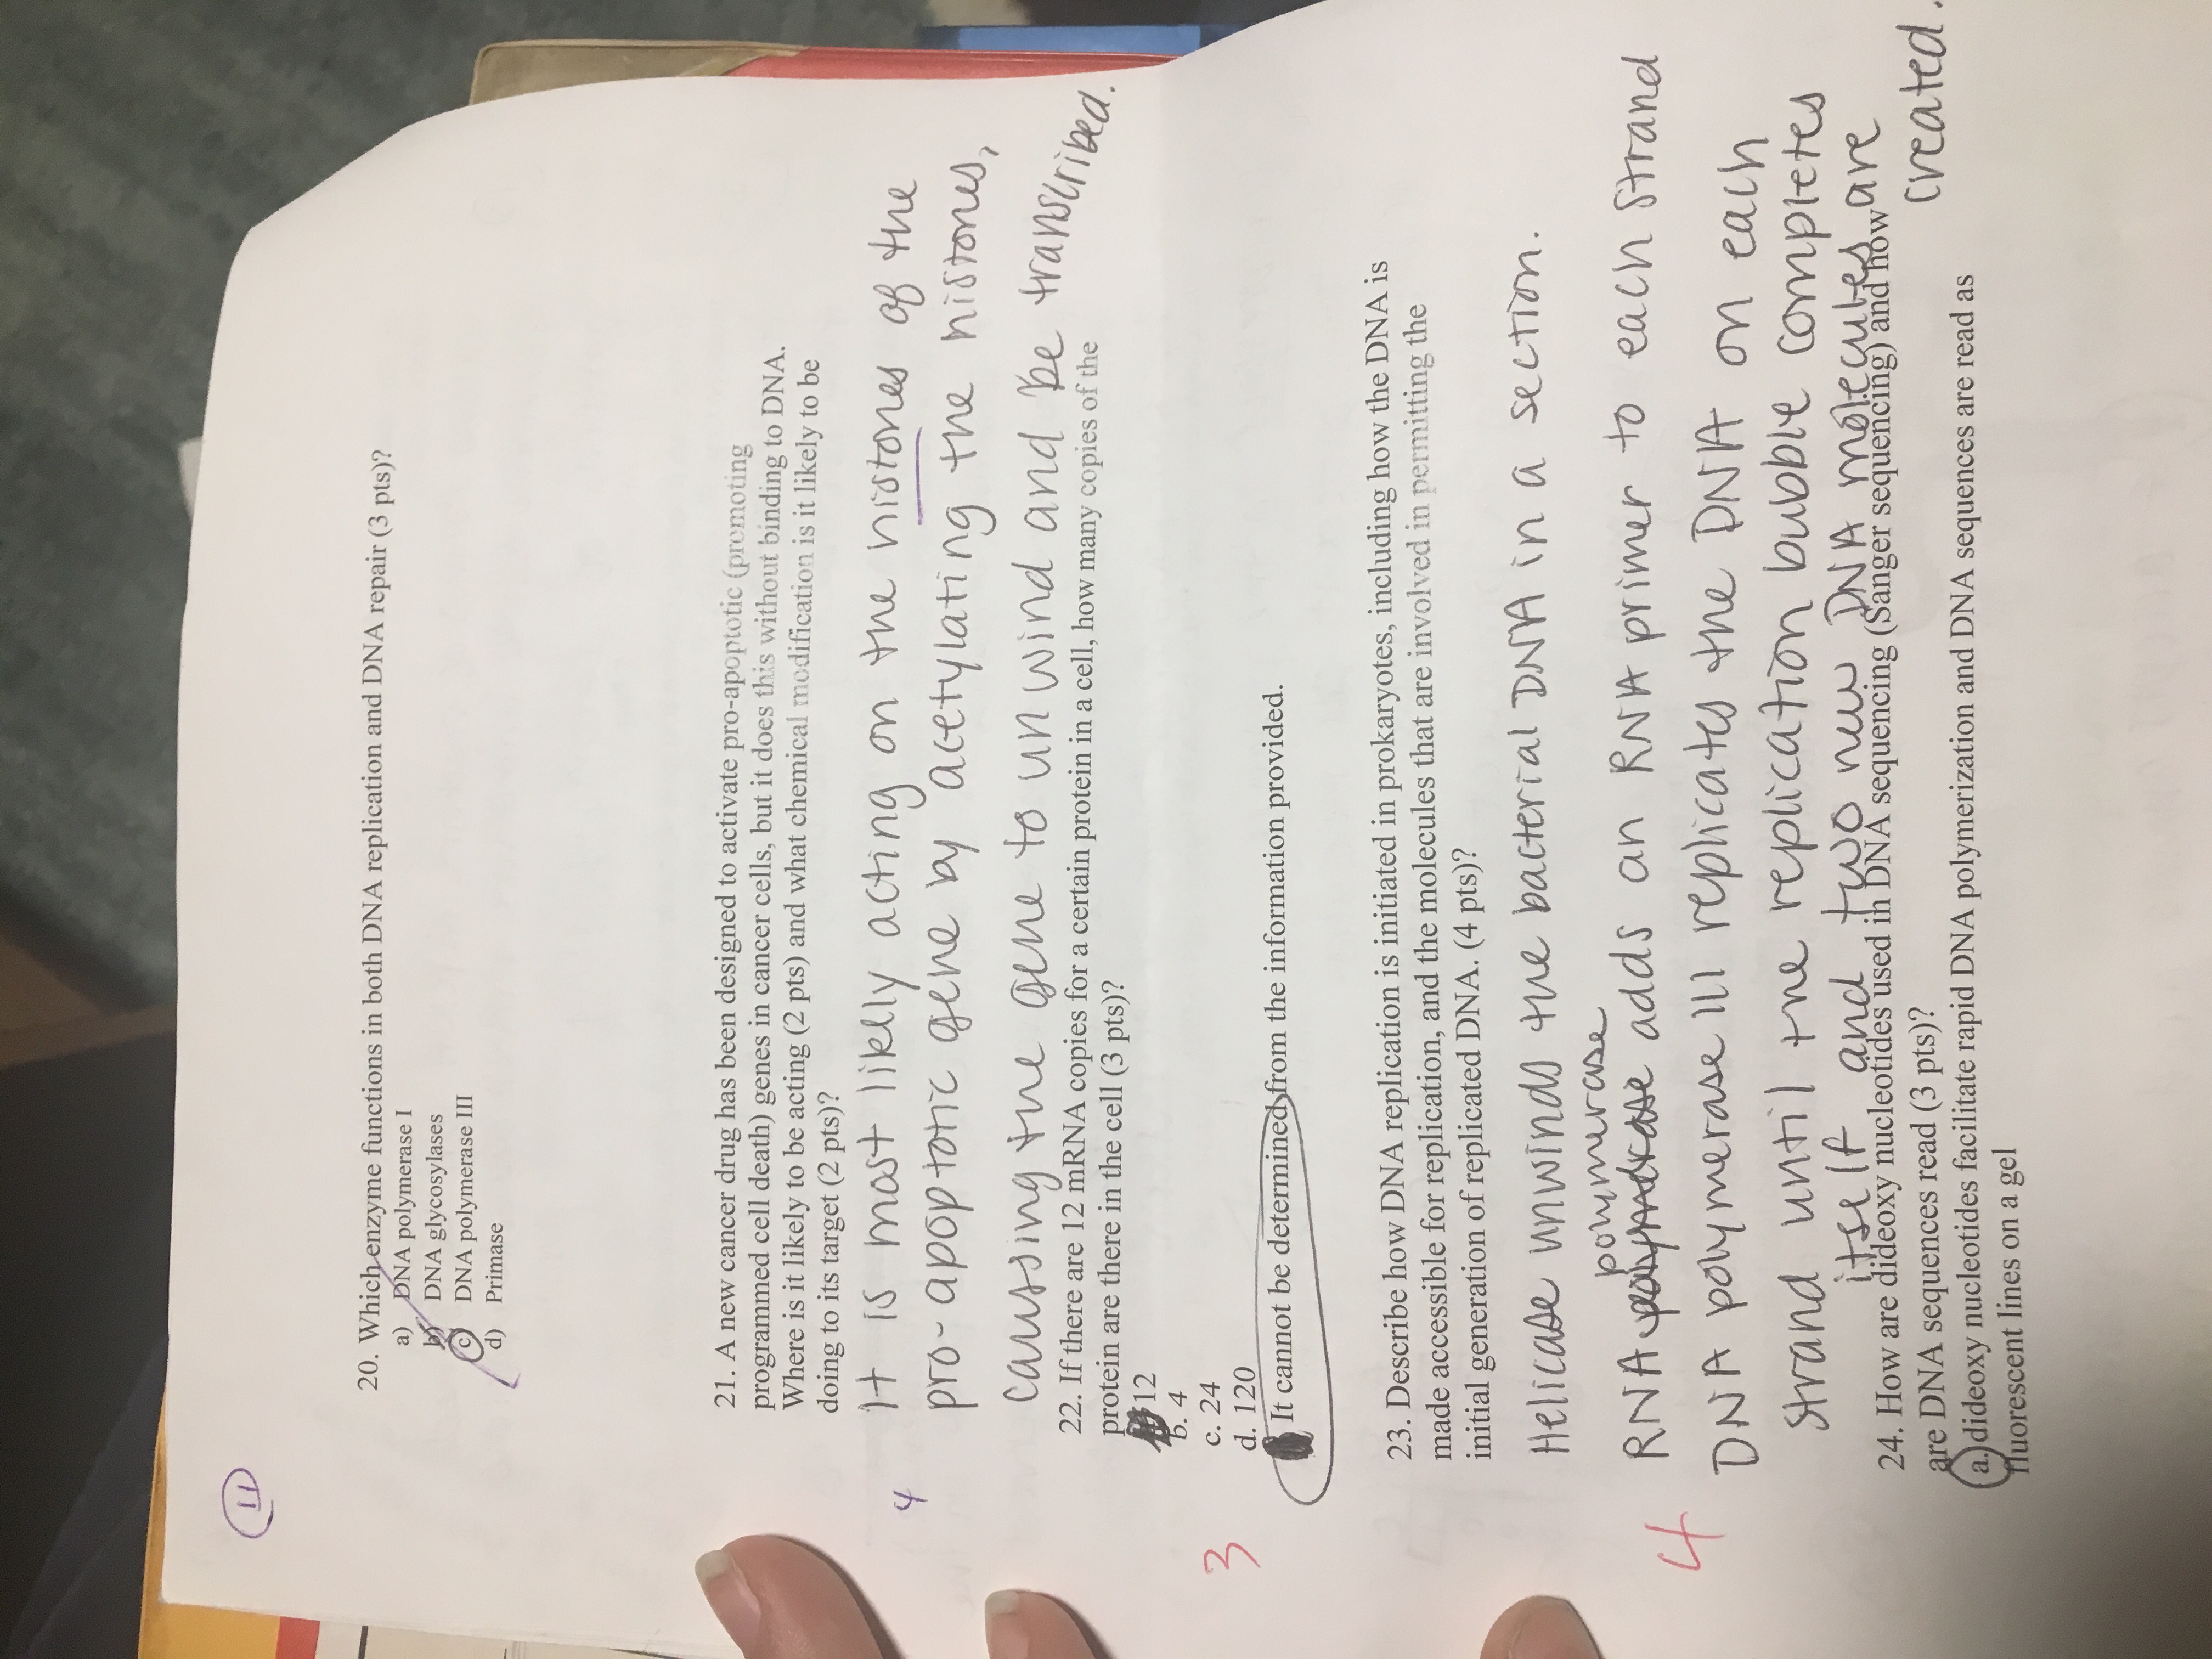 11
20. Which enzyme functions in both DNA replication and DNA repair (3 pts)?
a) DNA polymerase I
b) DNA glycosylases
c) DNA polymerase III
d) Primase
21. A new cancer drug has been designed to activate pro-apoptotic (promoting
programmed cell death) genes in cancer cells, but it does this without binding to DNA.
Where is it likely to be acting (2 pts) and what chemical modification is it likely to be
doing to its target (2 pts)?
It is most likelly acting on the histones of the
4
pro-apoptotic gene by acetylating the histones,
caussing the gene to unwind and be transcribed.
22. If there are 12 mRNA copies for a certain protein in a cell, how many copies of the
protein are there in the cell (3 pts)?
12
b. 4
c. 24
3
d. 120
It cannot be determined from the information provided.
23. Describe how DNA replication is initiated in prokaryotes, including how the DNA is
made accessible for replication, and the molecules that are involved in permitting the
initial generation of replicated DNA. (4 pts)?
Helicase unwinds the bacterial DNA in a section.
polymerase
RNA polymerase adds an RNA primer to each strand
4
DNA polymerase III replicates the DNA on each
strand until the replication bubble completes
itself and two new DNA molecules are
created.
24. How are dideoxy nucleotides used in DNA sequencing (Sanger sequencing) and how
are DNA sequences read (3 pts)?
a. dideoxy nucleotides facilitate rapid DNA polymerization and DNA sequences are read as
fluorescent lines on a gel